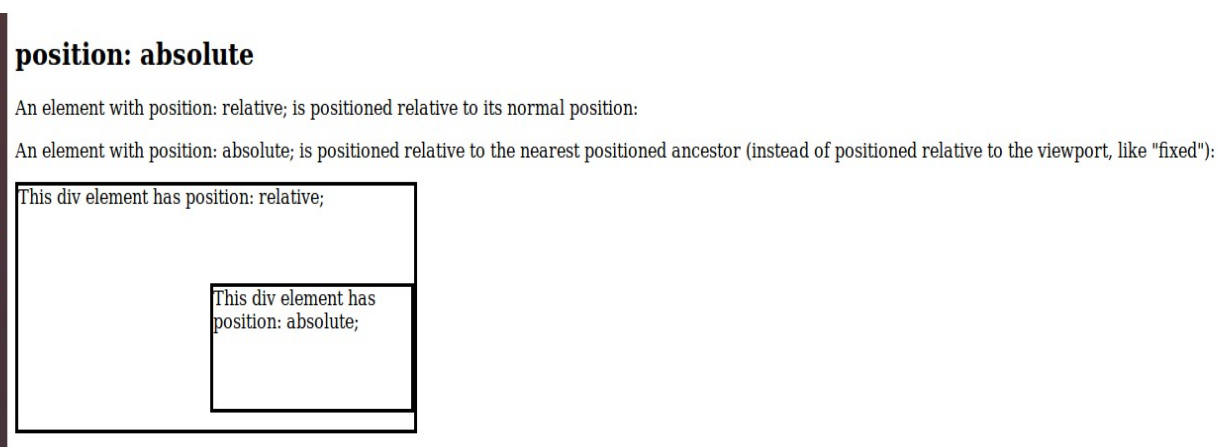 position: absolute
An element with position: relative; is positioned relative to its normal position:
An element with position: absolute; is positioned relative to the nearest positioned ancestor (instead of positioned relative to the viewport, like "fixed"):
This div element has position: relative;
This div element has
position: absolute;